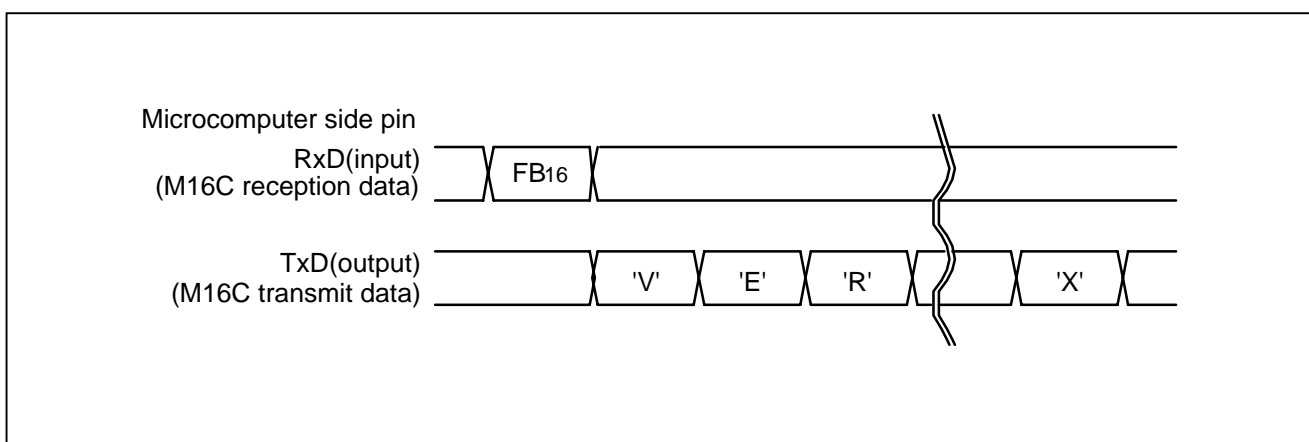 Microcomputer side pin
RxD(input)
(M16C reception data)
FB16
TxD(output)
(M16C transmit data)
'V' 'E' 'R' 'X'